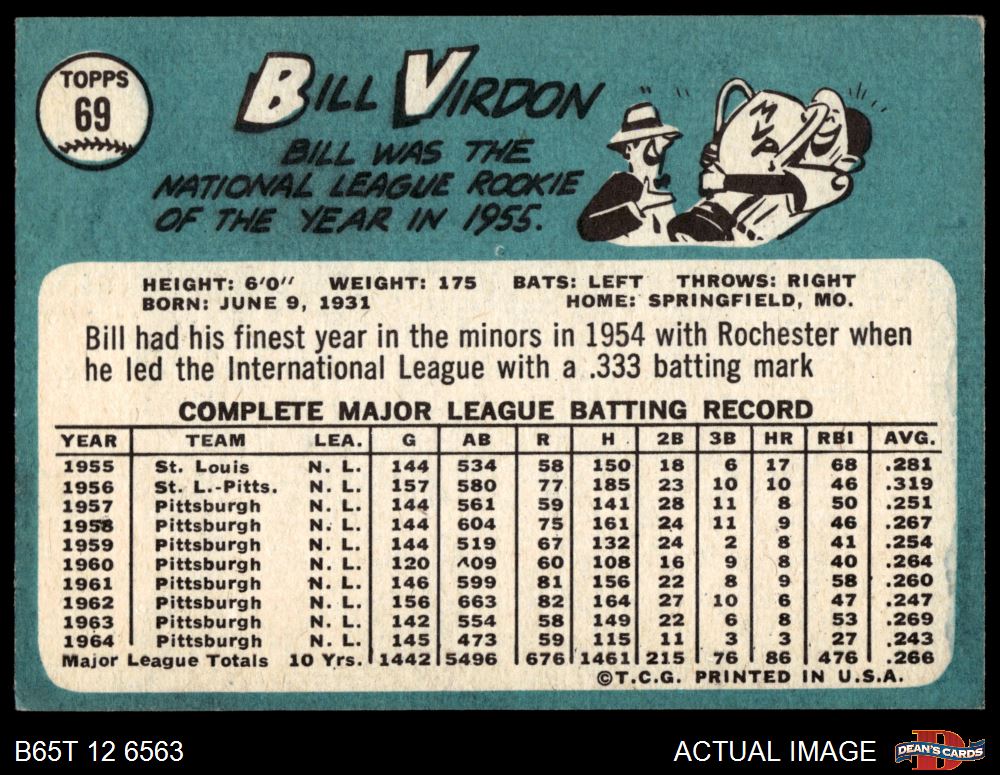 TOPPS
69
BILL VIRDON
BILL WAS THE
NATIONAL LEAGUE ROOKIE
OF THE YEAR IN 1955.
MVP
HEIGHT: 6'0" WEIGHT: 175 BATS: LEFT THROWS: RIGHT
BORN: JUNE 9, 1931 HOME: SPRINGFIELD, MO.
Bill had his finest year in the minors in 1954 with Rochester when
he led the International League with a .333 batting mark
COMPLETE MAJOR LEAGUE BATTING RECORD
YEAR TEAM LEA. G AB R H 2B 3B HR RBI AVG.
1955 St. Louis N. L. 144 534 58 150 18 6 17 68 .281
1956 St. L.-Pitts. N. L. 157 580 77 185 23 10 10 46 .319
1957 Pittsburgh N. L. 144 561 59 141 28 11 8 50 .251
1958 Pittsburgh N. L. 144 604 75 161 24 11 9 46 .267
1959 Pittsburgh N. L. 144 519 67 132 24 2 8 41 .254
1960 Pittsburgh N. L. 120 409 60 108 16 9 8 40 .264
1961 Pittsburgh N. L. 146 599 81 156 22 8 9 58 .260
1962 Pittsburgh N. L. 156 663 82 164 27 10 6 47 .247
1963 Pittsburgh N. L. 142 554 58 149 22 6 8 53 .269
1964 Pittsburgh N. L. 145 473 59 115 11 3 3 27 .243
Major League Totals 10 Yrs. 1442 5496 676 1461 215 76 86 476 .266
©T.C.G. PRINTED IN U.S.A.
B65T 12 6563 ACTUAL IMAGE
D
DEAN'S CARDS